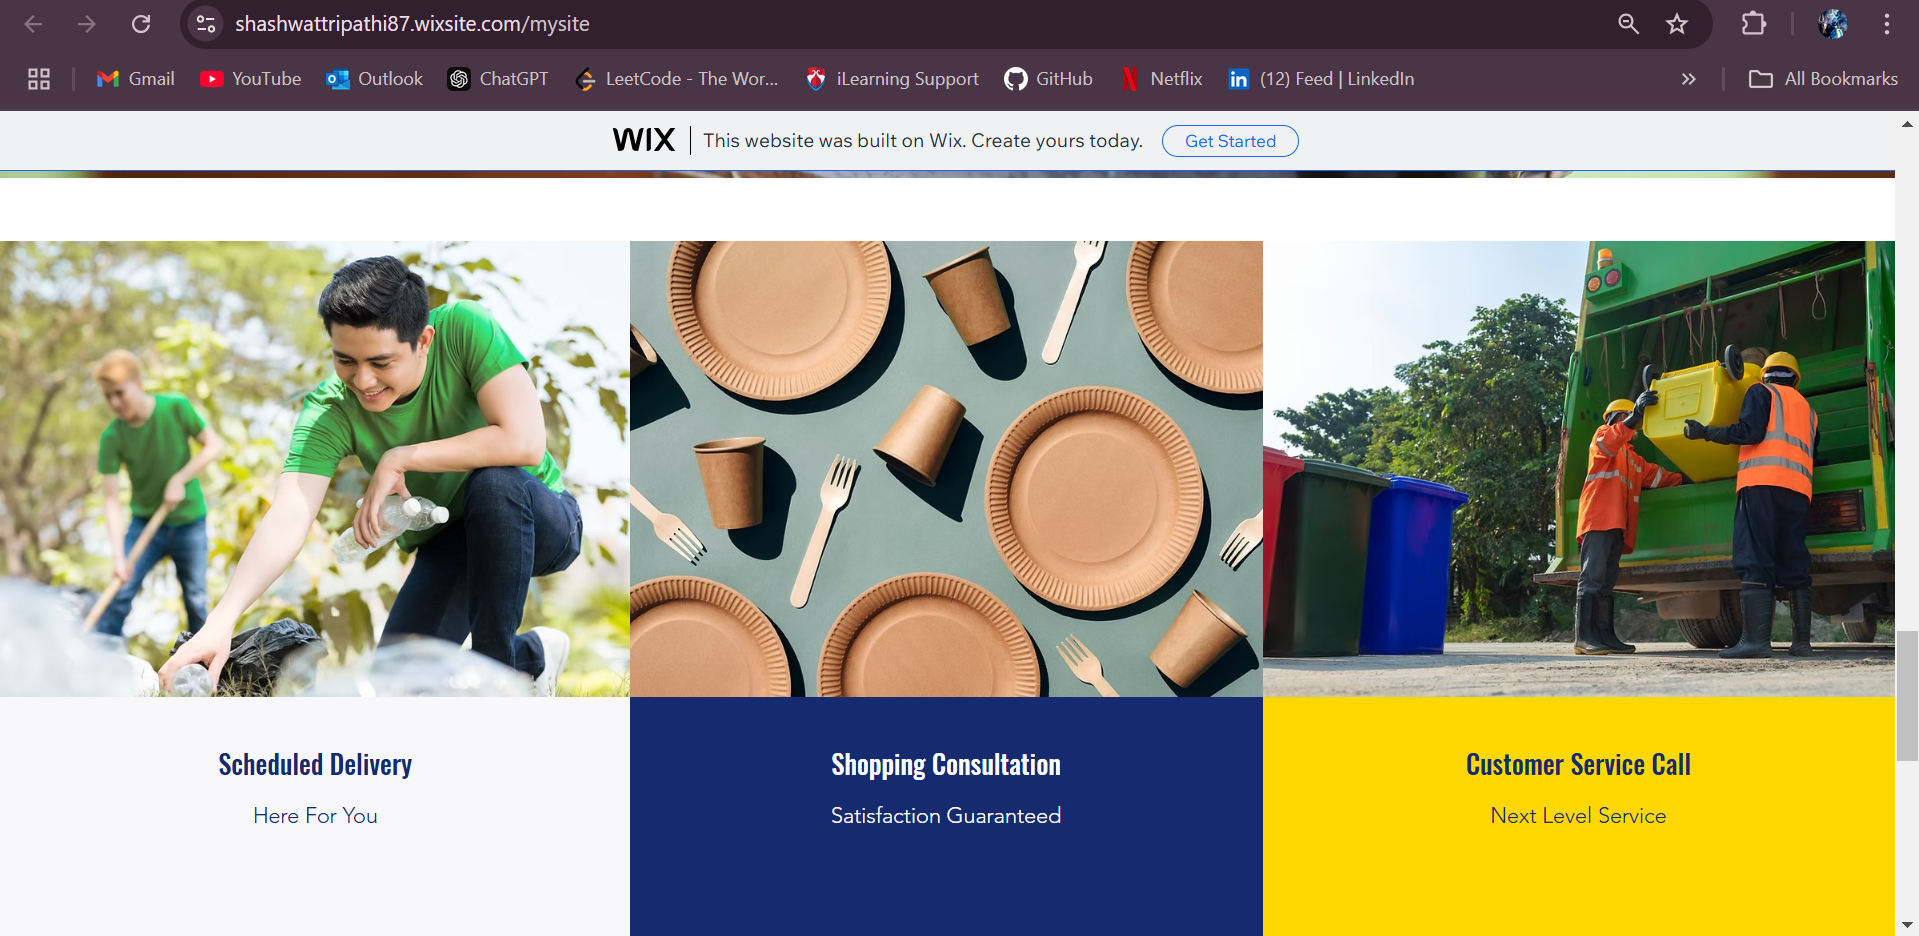 shashwattripathi87.wixsite.com/mysite
Gmail
YouTube
Outlook
ChatGPT
LeetCode - The Wor...
iLearning Support
GitHub
Netflix
(12) Feed | LinkedIn
All Bookmarks
WIX
This website was built on Wix. Create yours today.
Get Started
Scheduled Delivery
Here For You
Shopping Consultation
Satisfaction Guaranteed
Customer Service Call
Next Level Service